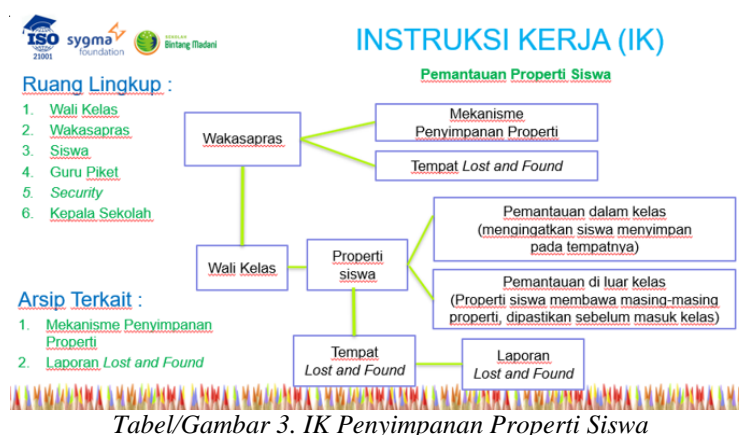 ISO
21001
sygma
foundation
SEKOLAH
Bintang Madani
INSTRUKSI KERJA (IK)
Pemantauan Properti Siswa
Ruang Lingkup :
1. Wali Kelas
2. Wakasapras
3. Siswa
4. Guru Piket
5. Security
6. Kepala Sekolah
Wakasapras
Mekanisme
Penyimpanan Properti
Tempat Lost and Found
Wali Kelas
Properti
siswa
Pemantauan dalam kelas
(mengingatkan siswa menyimpan
pada tempatnya)
Pemantauan di luar kelas
(Properti siswa membawa masing-masing
properti, dipastikan sebelum masuk kelas)
Arsip Terkait :
1. Mekanisme Penyimpanan
Properti
2. Laporan Lost and Found
Tempat
Lost and Found
Laporan
Lost and Found
Tabel/Gambar 3. IK Penyimpanan Properti Siswa